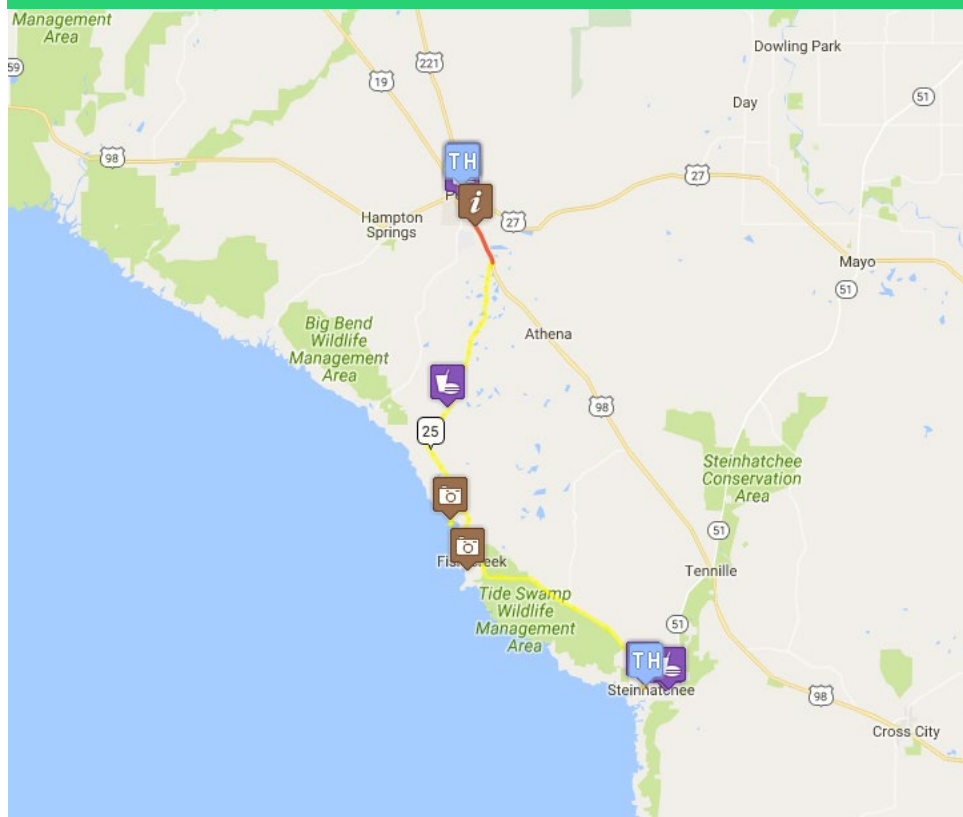 Management
Area
Dowling Park
59
221
19
51
Day
98
TH
27
P
i
Hampton
Springs
27
Mayo
51
Big Bend
Wildlife
Management
Area
Athena
98
25
Steinhatchee
Conservation
Area
51
Fish Creek
Tennille
Tide Swamp
Wildlife
Management
Area
51
TH
Steinhatchee
98
Cross City